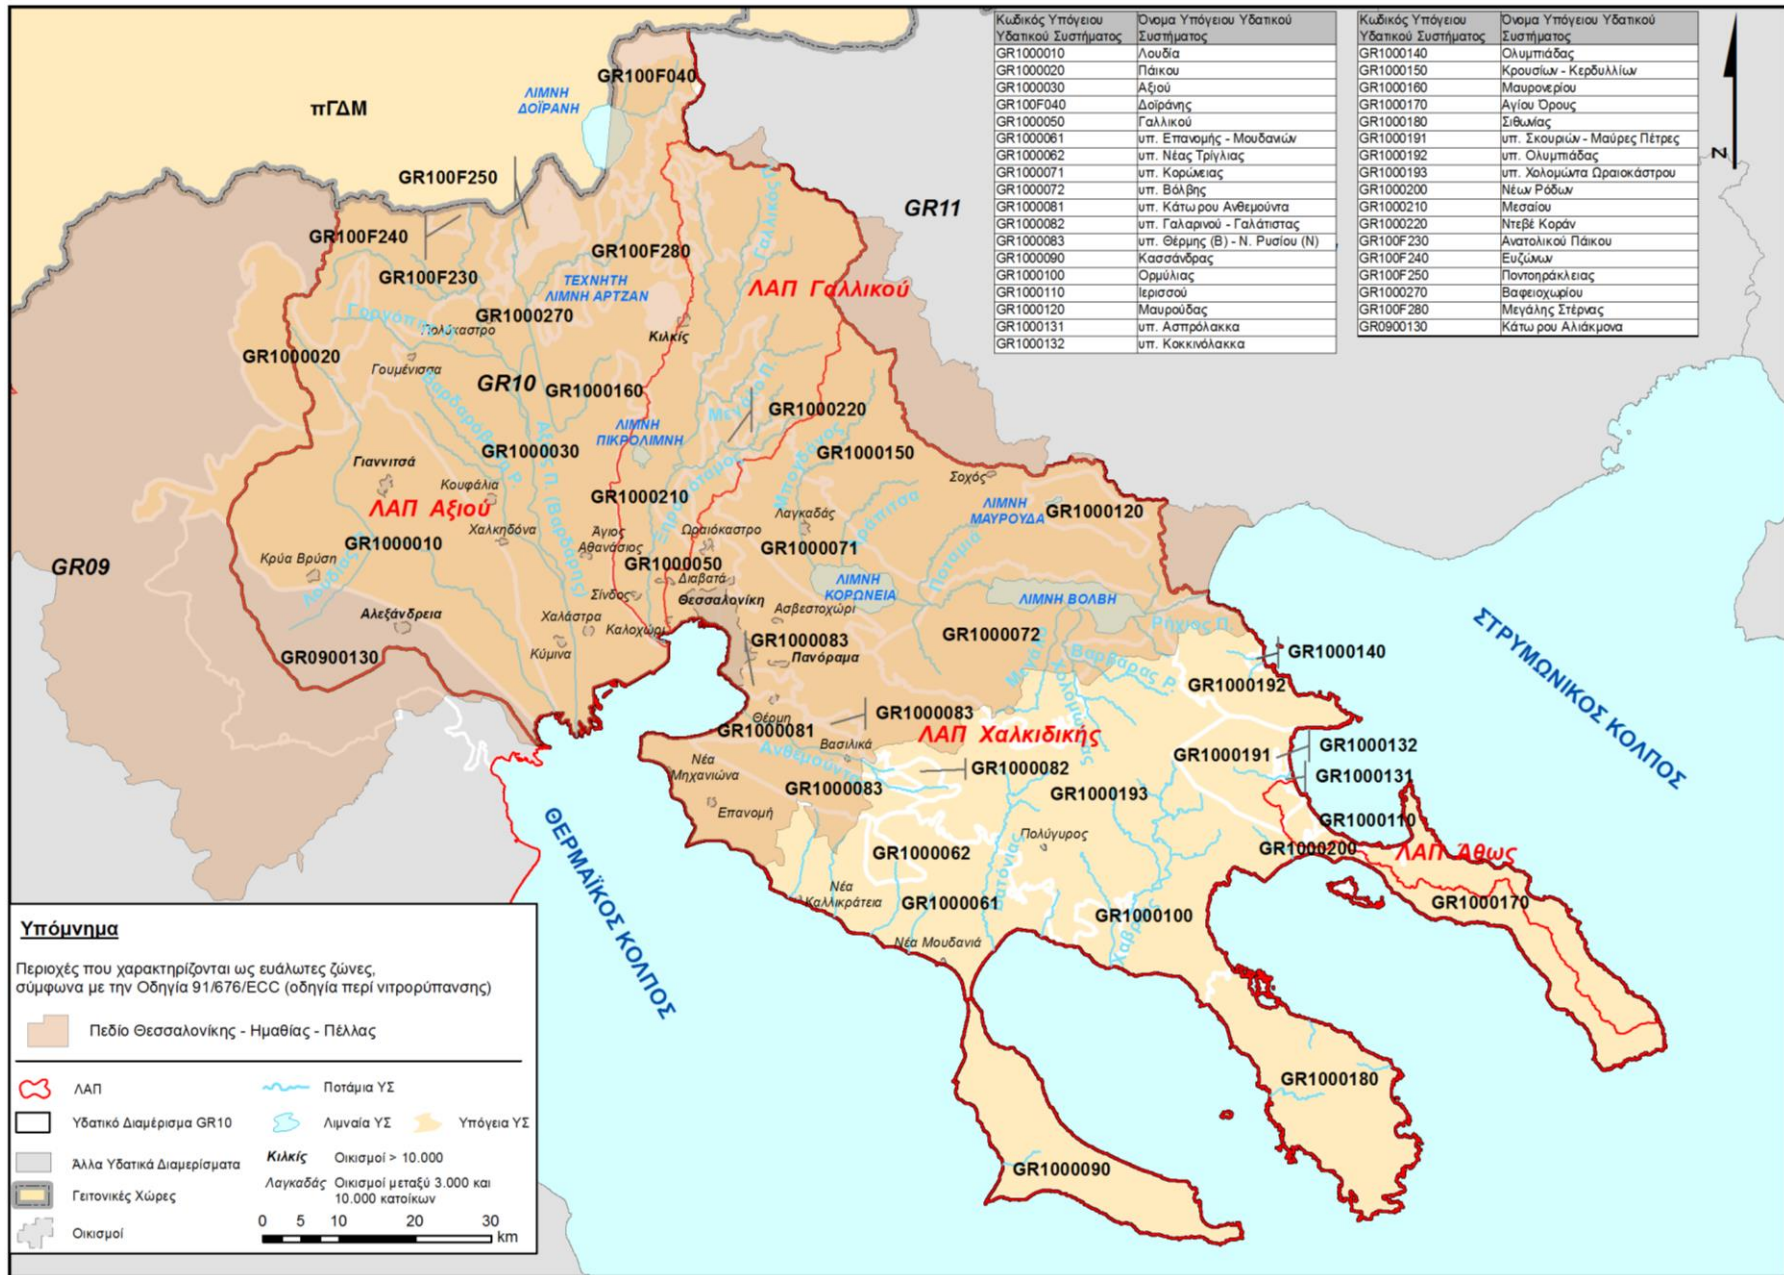 Κωδικός Υπόγειου Υδατικού Συστήματος Όνομα Υπόγειου Υδατικού Συστήματος
GR1000010 Λουδία
GR1000020 Πάικου
GR1000030 Αξιού
GR100F040 Δοϊράνης
GR1000050 Γαλλικού
GR1000061 υπ. Επανομής - Μουδανιών
GR1000062 υπ. Νέας Τρίγλιας
GR1000071 υπ. Κορώνειας
GR1000072 υπ. Βόλβης
GR1000081 υπ. Κάτω ρου Ανθεμούντα
GR1000082 υπ. Γαλαρινού - Γαλάτιστας
GR1000083 υπ. Θέρμης (Β) - Ν. Ρυσίου (Ν)
GR1000090 Κασσάνδρας
GR1000100 Ορμύλιας
GR1000110 Ιερισσού
GR1000120 Μαυρούδας
GR1000131 υπ. Ασπρόλακκα
GR1000132 υπ. Κοκκινόλακκα
Κωδικός Υπόγειου Υδατικού Συστήματος Όνομα Υπόγειου Υδατικού Συστήματος
GR1000140 Ολυμπιάδας
GR1000150 Κρουσίων - Κερδυλλίων
GR1000160 Μαυρονερίου
GR1000170 Αγίου Όρους
GR1000180 Σιθωνίας
GR1000191 υπ. Σκουριών - Μαύρες Πέτρες
GR1000192 υπ. Ολυμπιάδας
GR1000193 υπ. Χολομώντα Ωραιοκάστρου
GR1000200 Νέων Ρόδων
GR1000210 Μεσαίου
GR1000220 Ντεβέ Κοράν
GR100F230 Ανατολικού Πάικου
GR100F240 Ευζώνων
GR100F250 Ποντοηράκλειας
GR1000270 Βαφειοχωρίου
GR100F280 Μεγάλης Στέρνας
GR0900130 Κάτω ρου Αλιάκμονα
N
GR100F040
ΛΙΜΝΗ
ΔΟΪΡΑΝΗ
πΓΔΜ
GR100F250
GR11
GR100F240
GR100F230
GR100F280
Γαλλικός
ΤΕΧΝΗΤΗ
ΛΙΜΝΗ ΑΡΤΖΑΝ
ΛΑΠ Γαλλικού
GR1000270
Πολύκαστρο
Κιλκίς
GR1000020
Γουμένισσα
GR10
GR1000160
Μεγάλο Π.
GR1000220
ΛΙΜΝΗ
ΠΙΚΡΟΛΙΜΝΗ
Αξιός Π. (Βαρδάρης)
GR1000030
Μπογδάνας
GR1000150
Γιαννιτσά
Κουφάλια
Σοχός
GR1000210
ΛΑΠ Αξιού
Λαγκαδάς
ΛΙΜΝΗ
ΜΑΥΡΟΥΔΑ
GR1000120
Χαλκηδόνα
Άγιος
Αθανάσιος
Ωραιόκαστρο
GR1000010
GR1000071
Ποταμιά
Κρύα Βρύση
GR1000050
GR09
Διαβατά
ΛΙΜΝΗ
ΚΟΡΩΝΕΙΑ
ΛΙΜΝΗ ΒΟΛΒΗ
Σίνδος
Θεσσαλονίκη
Ασβεστοχώρι
Αλεξάνδρεια
Χαλάστρα
Καλοχώρι
Ρήχιος Π.
GR1000083
GR1000072
Κύμινα
Πανόραμα
Βαρβάρας Ρ.
GR1000140
GR0900130
GR1000192
ΣΤΡΥΜΩΝΙΚΟΣ ΚΟΛΠΟΣ
Θέρμη
GR1000083
GR1000081
ΛΑΠ Χαλκιδικής
GR1000132
Βασιλικά
GR1000191
Νέα
Μηχανιώνα
GR1000082
GR1000131
GR1000083
GR1000193
Επανομή
GR1000110
Πολύγυρος
GR1000062
GR1000200
ΛΑΠ Άθως
ΘΕΡΜΑΪΚΟΣ ΚΟΛΠΟΣ
Νέα
Καλλικράτεια
GR1000061
GR1000170
GR1000100
Νέα Μουδανιά
GR1000180
GR1000090
Υπόμνημα
Περιοχές που χαρακτηρίζονται ως ευάλωτες ζώνες,
σύμφωνα με την Οδηγία 91/676/ECC (οδηγία περί νιτρορύπανσης)
Πεδίο Θεσσαλονίκης - Ημαθίας - Πέλλας
ΛΑΠ
Ποτάμια ΥΣ
Υδατικό Διαμέρισμα GR10
Λιμναία ΥΣ
Υπόγεια ΥΣ
Άλλα Υδατικά Διαμερίσματα
Κιλκίς Οικισμοί > 10.000
Γειτονικές Χώρες
Λαγκαδάς Οικισμοί μεταξύ 3.000 και
10.000 κατοίκων
Οικισμοί
0 5 10 20 30
km